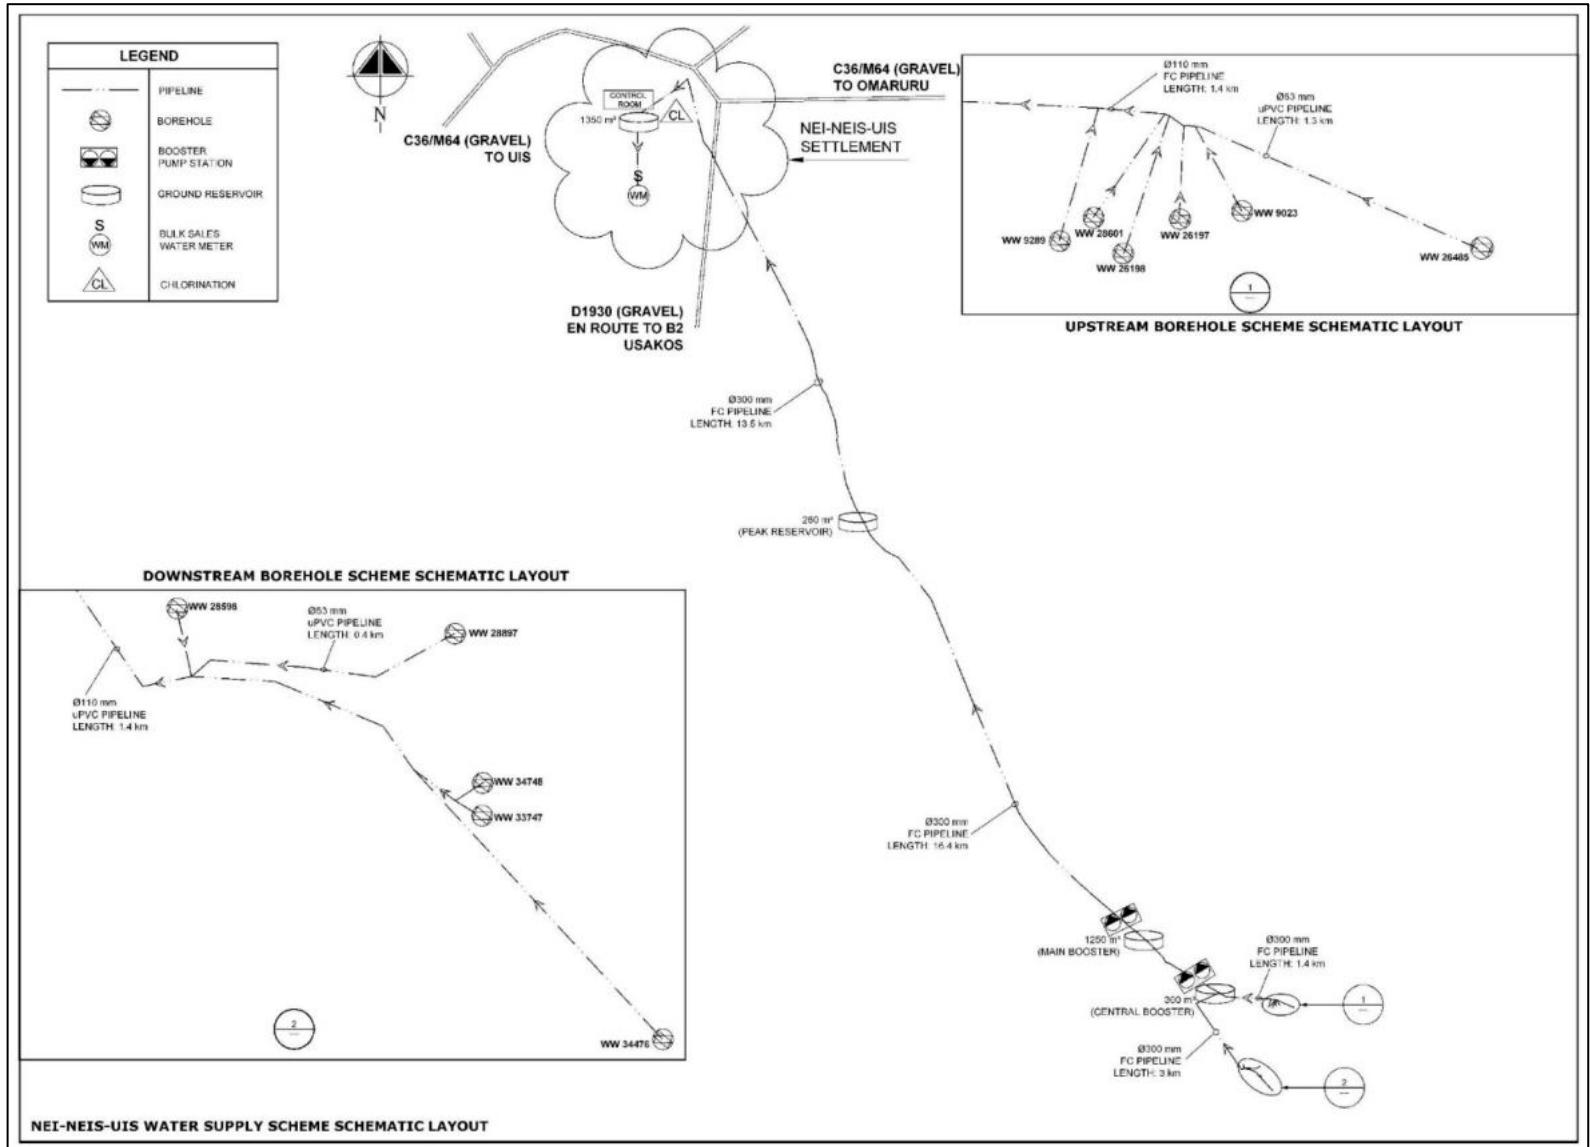 LEGEND
PIPELINE
BOREHOLE
BOOSTER
PUMP STATION
GROUND RESERVOIR
S
WM
BULK SALES
WATER METER
CL
CHLORINATION
N
C36/M64 (GRAVEL)
TO UIS
CONTROL
ROOM
1350 m³
CL
S
WM
C36/M64 (GRAVEL)
TO OMARURU
NEI-NEIS-UIS
SETTLEMENT
D1930 (GRAVEL)
EN ROUTE TO B2
USAKOS
Ø110 mm
FC PIPELINE
LENGTH: 1.4 km
Ø63 mm
uPVC PIPELINE
LENGTH: 1.3 km
WW 9289
WW 28601
WW 26198
WW 26197
WW 9023
WW 26485
1
UPSTREAM BOREHOLE SCHEME SCHEMATIC LAYOUT
Ø300 mm
FC PIPELINE
LENGTH: 13.5 km
260 m³
(PEAK RESERVOIR)
DOWNSTREAM BOREHOLE SCHEME SCHEMATIC LAYOUT
WW 28598
Ø63 mm
uPVC PIPELINE
LENGTH: 0.4 km
WW 28897
Ø110 mm
uPVC PIPELINE
LENGTH: 1.4 km
WW 34748
WW 33747
WW 34476
2
Ø300 mm
FC PIPELINE
LENGTH: 16.4 km
1250 m³
(MAIN BOOSTER)
Ø300 mm
FC PIPELINE
LENGTH: 1.4 km
300 m³
(CENTRAL BOOSTER)
1
Ø300 mm
FC PIPELINE
LENGTH: 3 km
2
NEI-NEIS-UIS WATER SUPPLY SCHEME SCHEMATIC LAYOUT